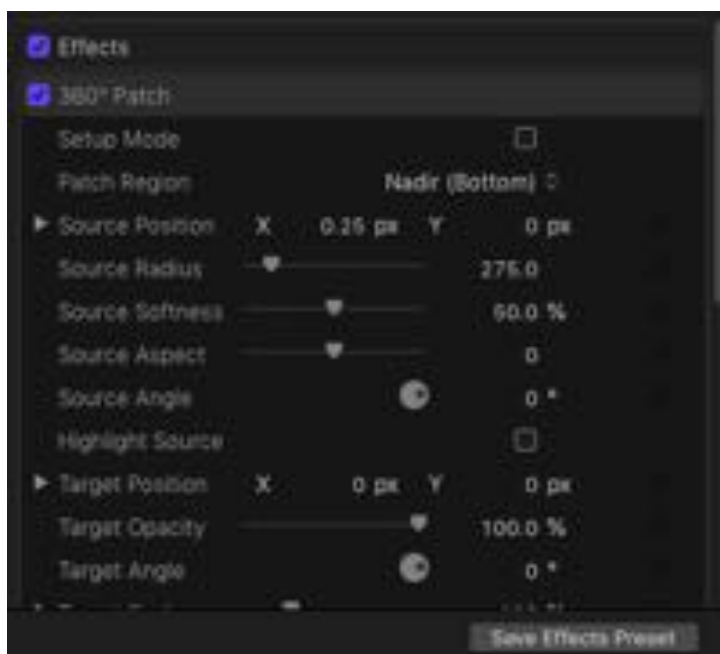 Effects
360° Patch
Setup Mode
Patch Region Nadir (Bottom)
Source Position X 0.25 px Y 0 px
Source Radius 275.0
Source Softness 50.0 %
Source Aspect 0
Source Angle 0 °
Highlight Source
Target Position X 0 px Y 0 px
Target Opacity 100.0 %
Target Angle 0 °
Save Effects Preset